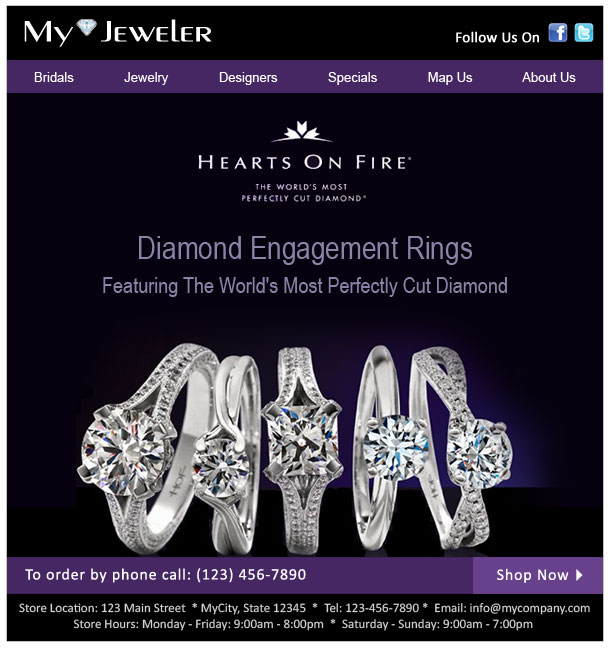 My Jeweler
Follow Us On
Bridals Jewelry Designers Specials Map Us About Us
Hearts On Fire®
THE WORLD'S MOST
PERFECTLY CUT DIAMOND®
Diamond Engagement Rings
Featuring The World's Most Perfectly Cut Diamond
HOF
To order by phone call: (123) 456-7890 Shop Now
Store Location: 123 Main Street * MyCity, State 12345 * Tel: 123-456-7890 * Email: info@mycompany.com
Store Hours: Monday - Friday: 9:00am - 8:00pm * Saturday - Sunday: 9:00am - 7:00pm